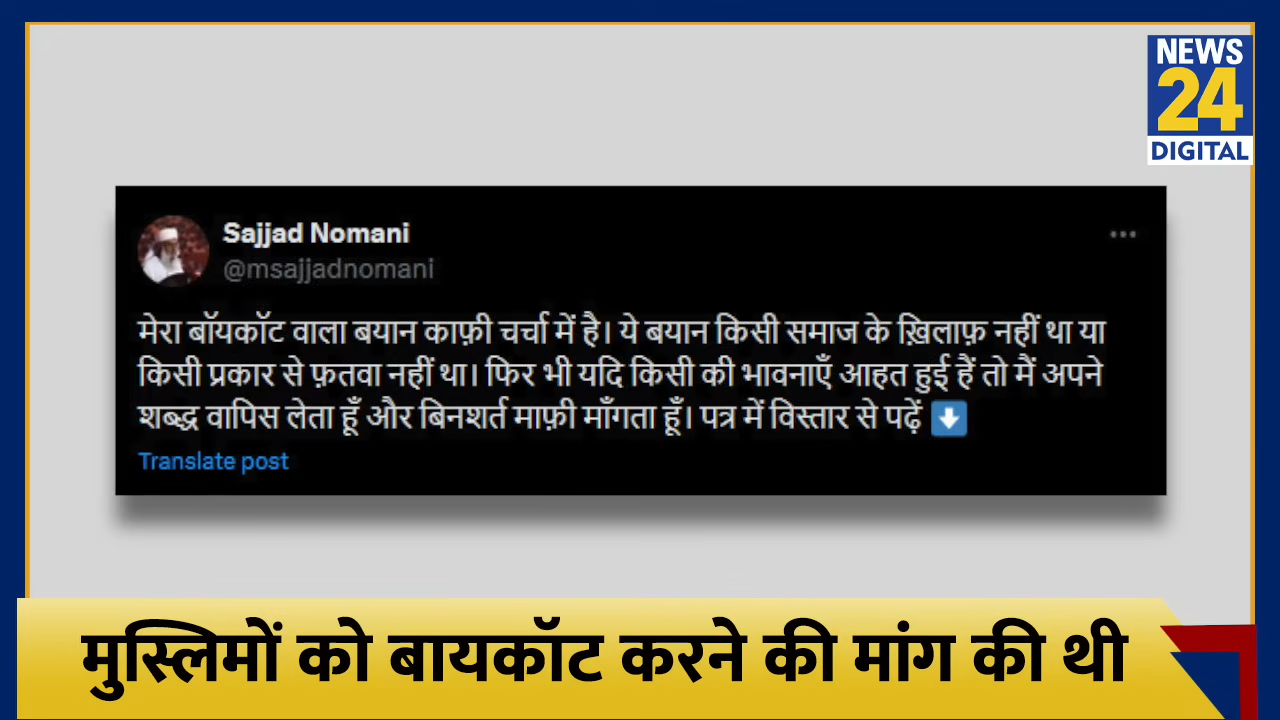 NEWS
24
DIGITAL
Sajjad Nomani
@msajjadnomani
मेरा बॉयकॉट वाला बयान काफ़ी चर्चा में है। ये बयान किसी समाज के ख़िलाफ़ नहीं था या
किसी प्रकार से फ़तवा नहीं था। फिर भी यदि किसी की भावनाएँ आहत हुई हैं तो मैं अपने
शब्द वापिस लेता हूँ और बिनशर्त माफ़ी माँगता हूँ। पत्र में विस्तार से पढ़ें ⬇️
Translate post
मुस्लिमों को बायकॉट करने की मांग की थी